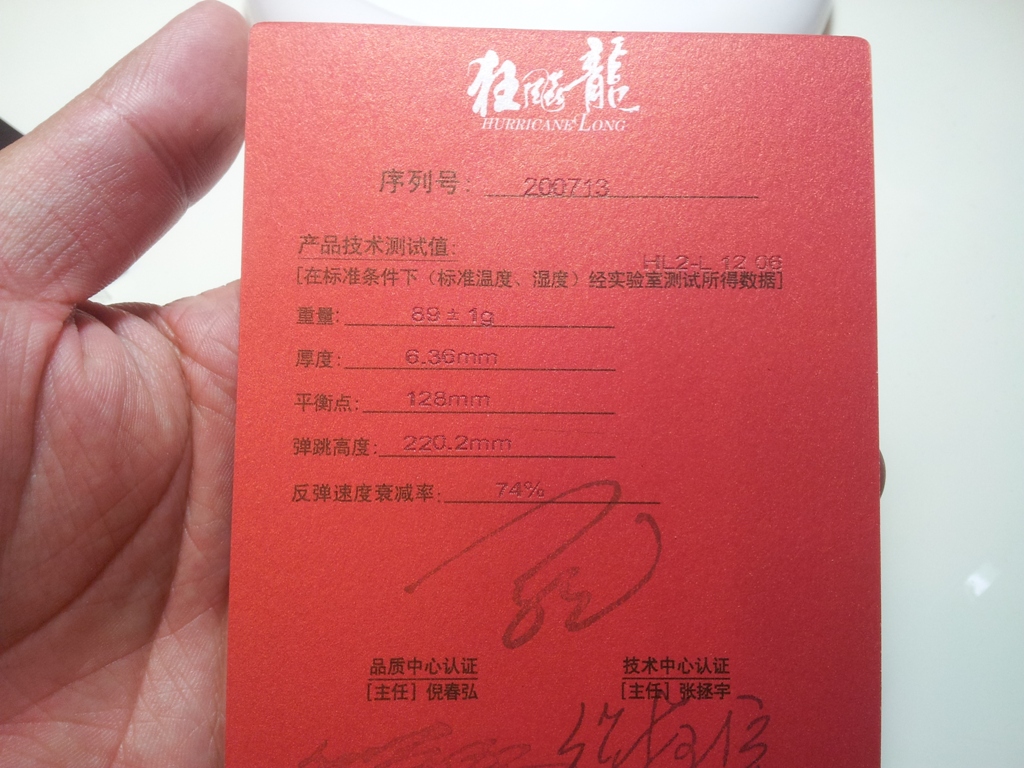 狂飚龍
HURRICANE LONG
序列号: 200713
产品技术测试值:
HL2-L 12 06
[在标准条件下（标准温度、湿度）经实验室测试所得数据]
重量: 89±1g
厚度: 6.36mm
平衡点: 128mm
弹跳高度: 220.2mm
反弹速度衰减率: 74%
品质中心认证 技术中心认证
[主任] 倪春弘 [主任] 张拯宇